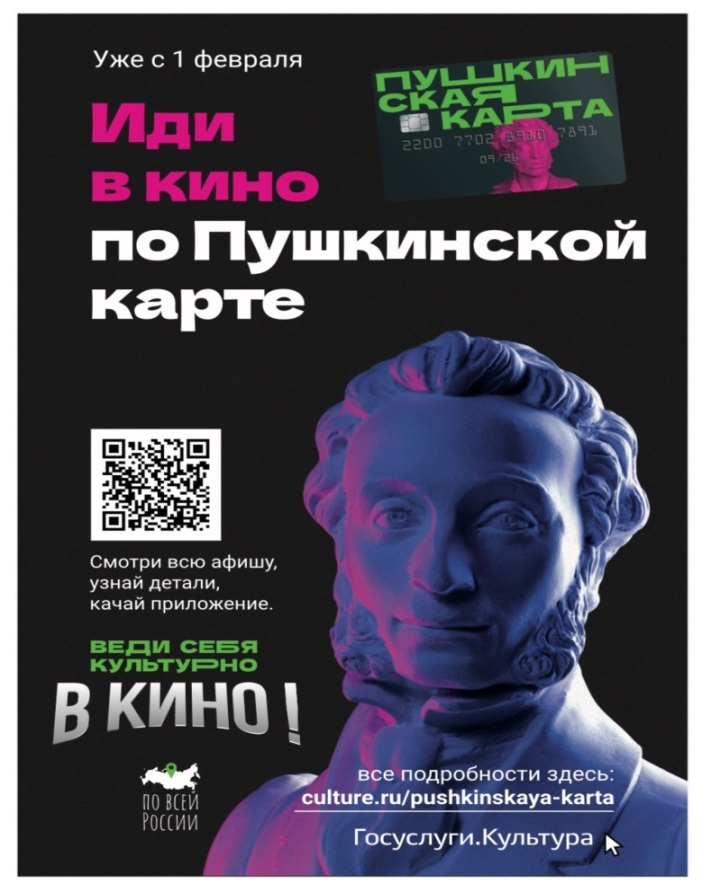 Уже с 1 февраля
ПУШКИН
СКАЯ
КАРТА
2200 7702 8910 7891
09/26
Иди
в кино
по Пушкинской
карте
Смотри всю афишу,
узнай детали,
качай приложение.
ВЕДИ СЕБЯ
КУЛЬТУРНО
В КИНО!
ПО ВСЕЙ
РОССИИ
все подробности здесь:
culture.ru/pushkinskaya-karta
Госуслуги.Культура